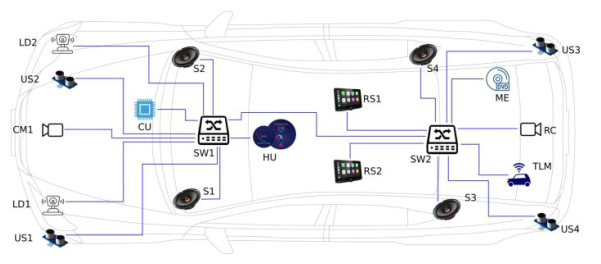 LD2
US2
CM1
LD1
US1
CU
S2
SW1
S1
HU
RS1
RS2
S4
SW2
S3
US3
ME
DVD
RC
TLM
US4